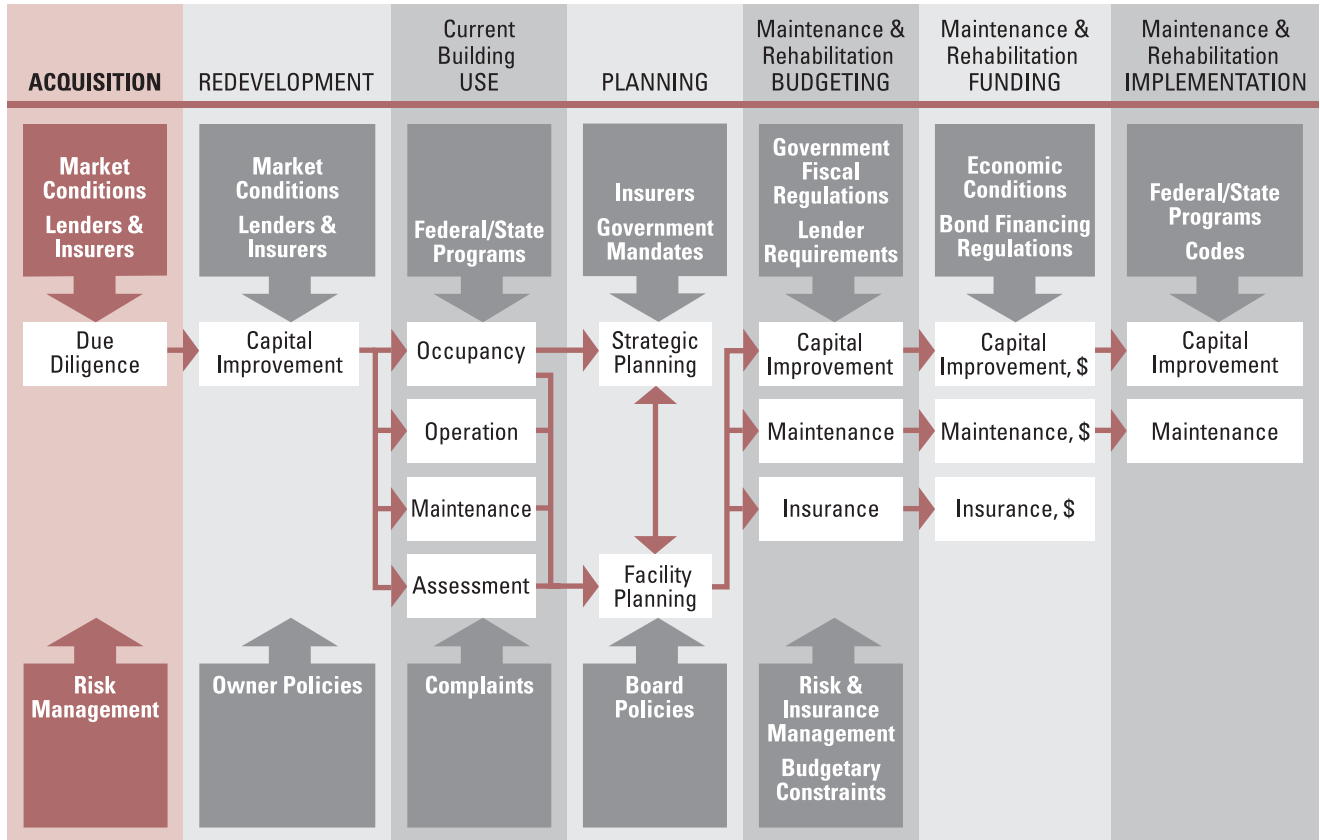 ACQUISITION
REDEVELOPMENT
Current
Building
USE
PLANNING
Maintenance &
Rehabilitation
BUDGETING
Maintenance &
Rehabilitation
FUNDING
Maintenance &
Rehabilitation
IMPLEMENTATION
Market
Conditions
Lenders &
Insurers
Market
Conditions
Lenders &
Insurers
Federal/State
Programs
Insurers
Government
Mandates
Government
Fiscal
Regulations
Lender
Requirements
Economic
Conditions
Bond Financing
Regulations
Federal/State
Programs
Codes
Due
Diligence
Capital
Improvement
Occupancy
Strategic
Planning
Capital
Improvement
Capital
Improvement, $
Capital
Improvement
Operation
Maintenance
Maintenance, $
Maintenance
Maintenance
Insurance
Insurance, $
Assessment
Facility
Planning
Risk
Management
Owner Policies
Complaints
Board
Policies
Risk &
Insurance
Management
Budgetary
Constraints